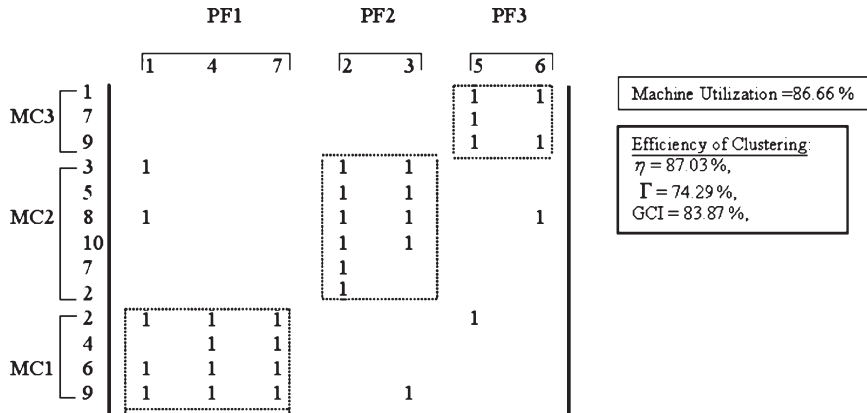 PF1 PF2 PF3
1 4 7 2 3 5 6
1 1 1
MC3 7 1
9 1 1
3 1 1 1
5 1 1
MC2 8 1 1 1 1
10 1 1
7 1
2 1
2 1 1 1 1
4 1 1
MC1 6 1 1 1
9 1 1 1 1
Machine Utilization =86.66 %
Efficiency of Clustering:
η = 87.03 %,
Γ = 74.29 %,
GCI = 83.87 %,